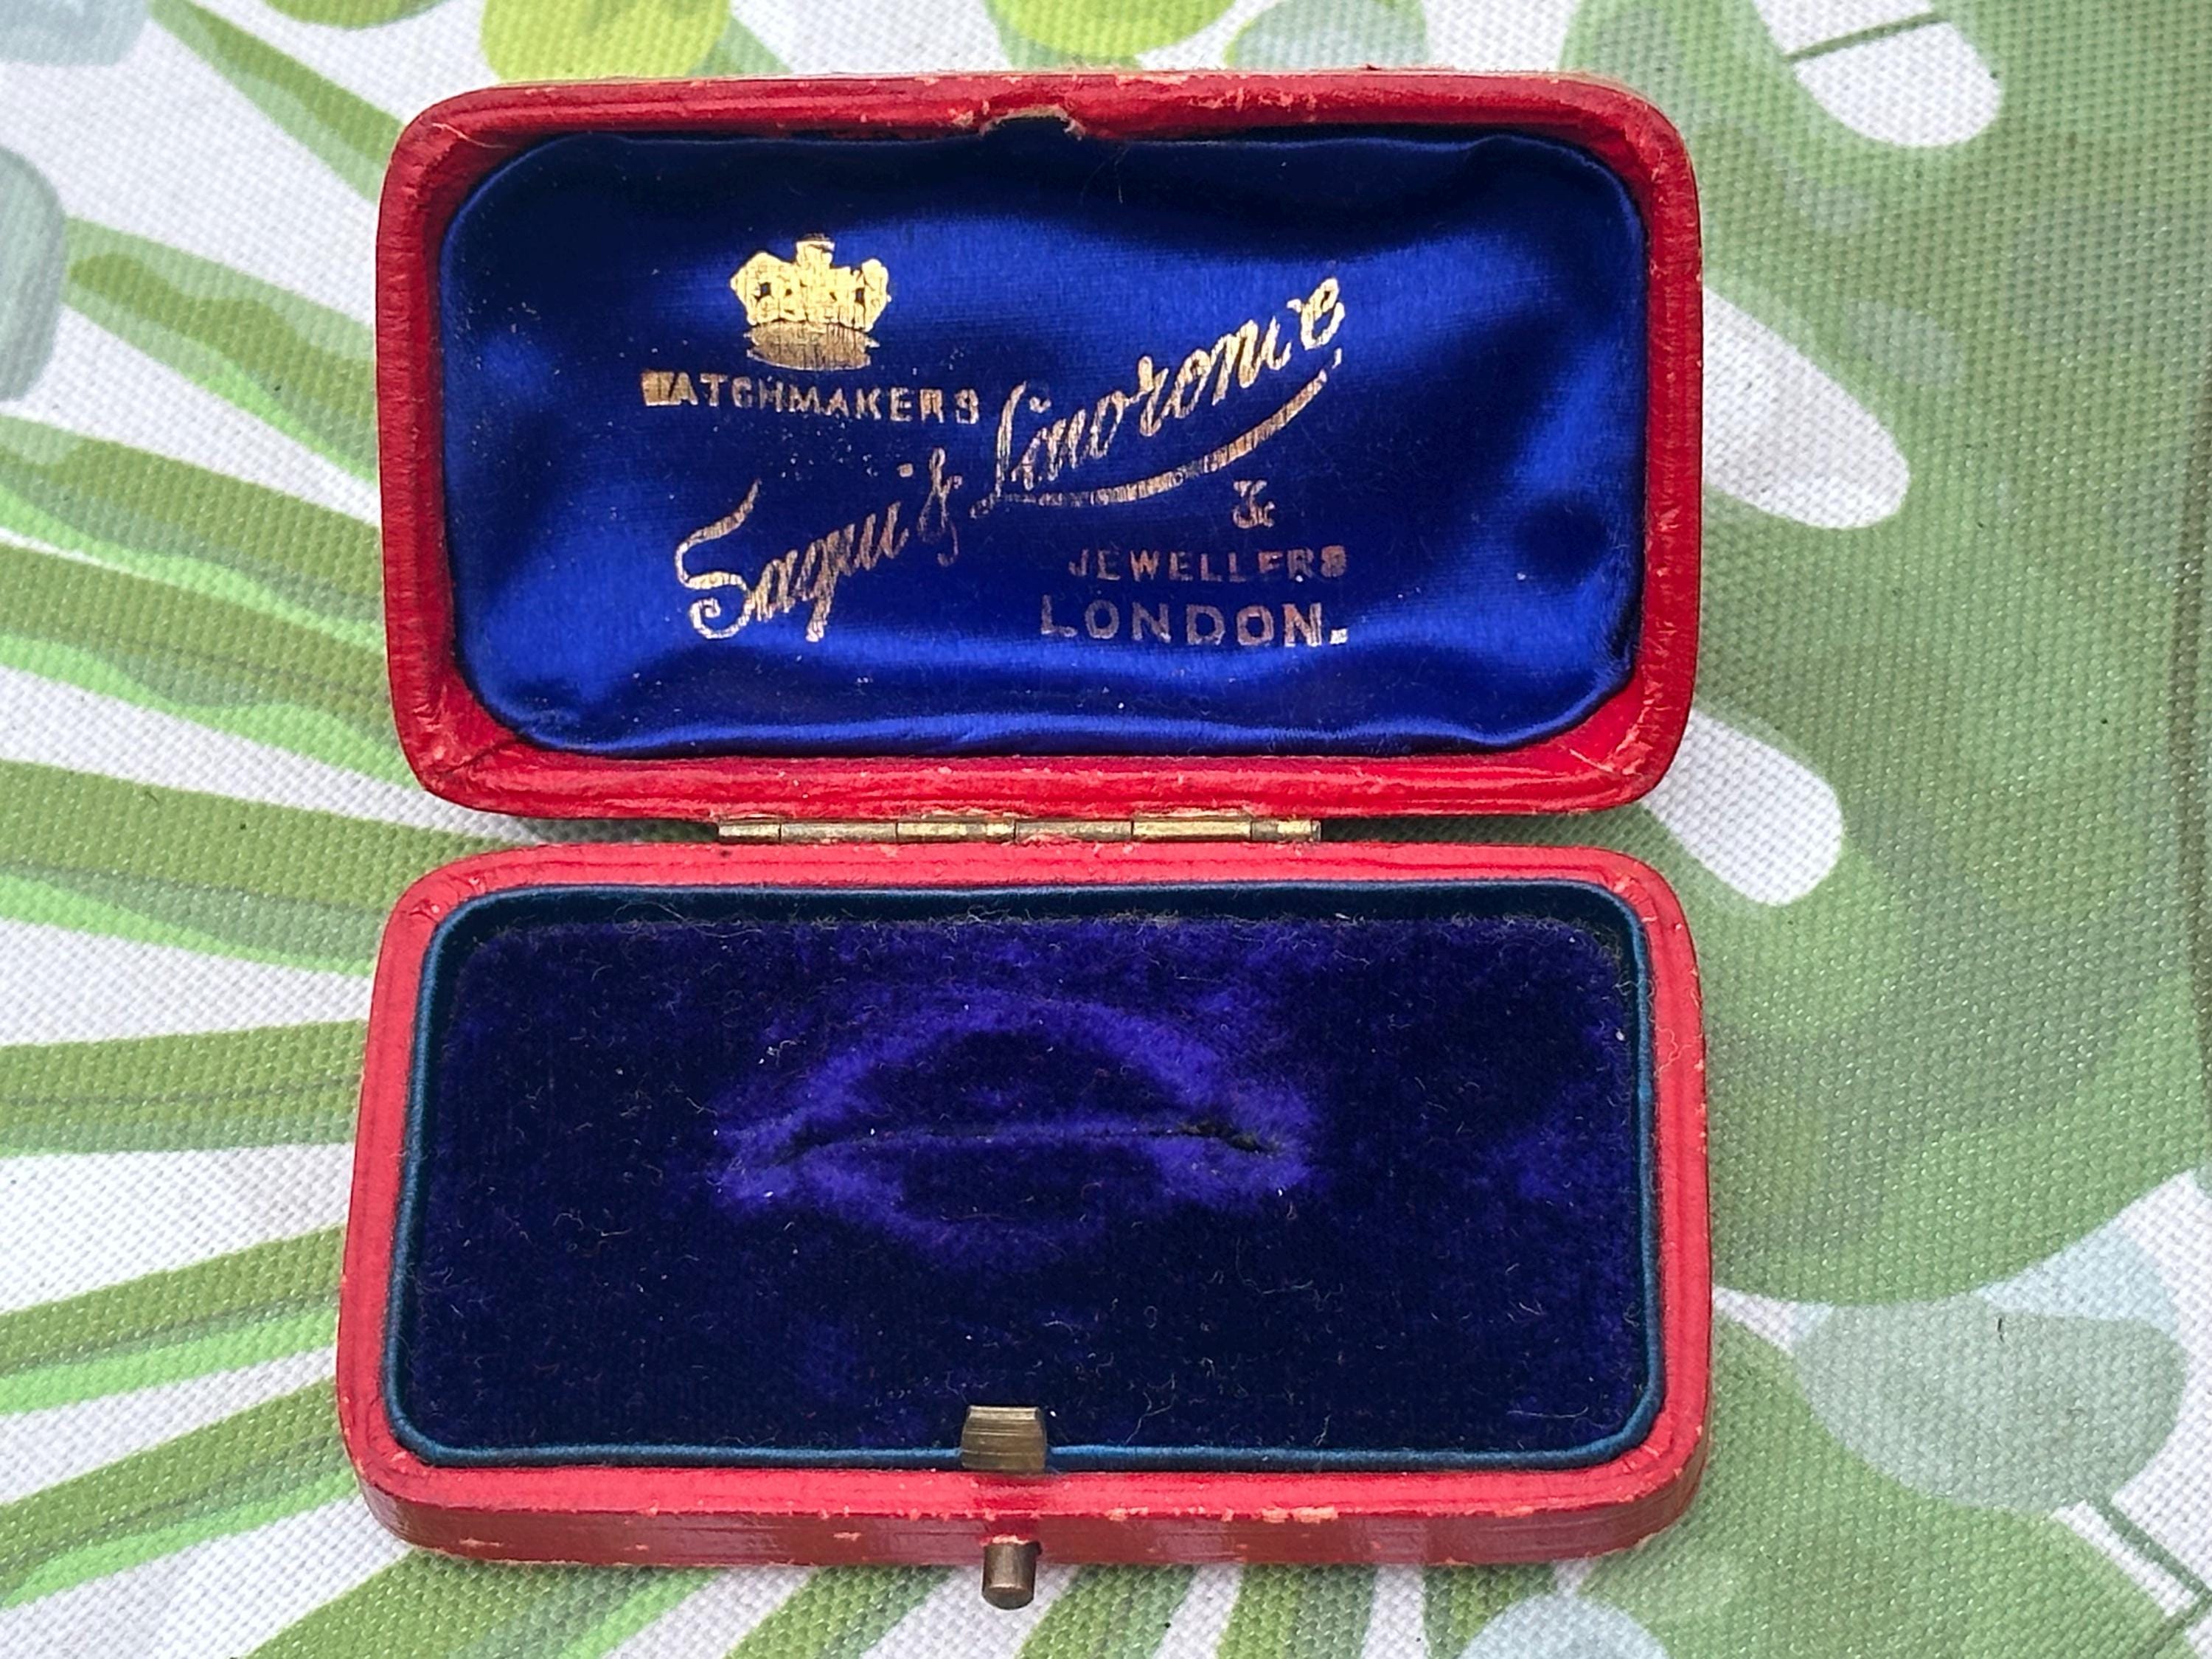 WATCHMAKERS
Saqui & Lawrence
&
JEWELLERS
LONDON.